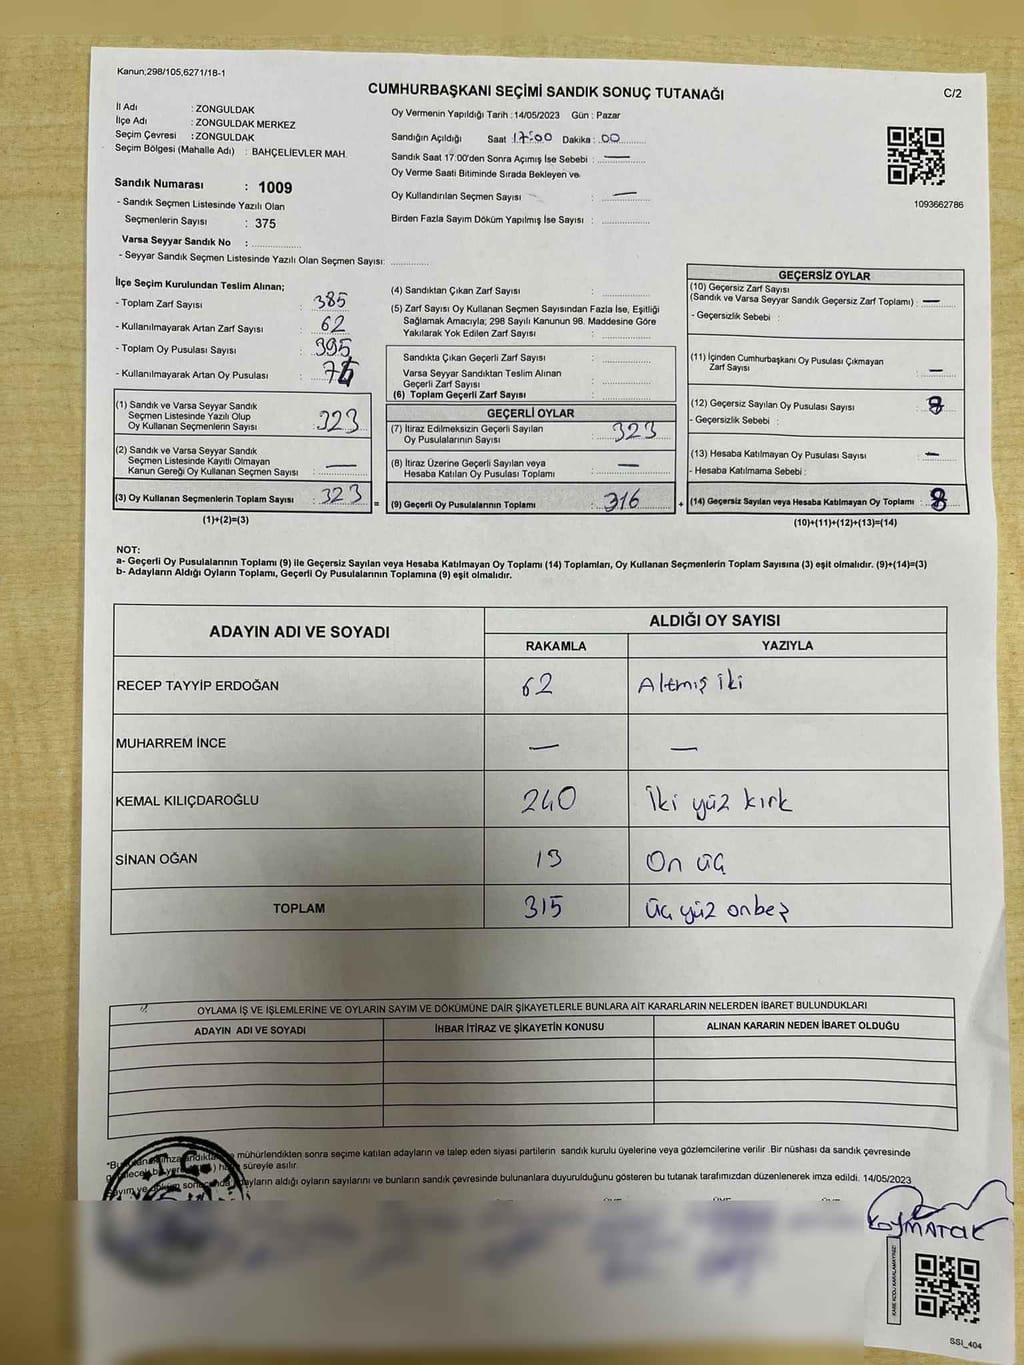 Kanun;298/105,6271/18-1
CUMHURBAŞKANI SEÇİMİ SANDIK SONUÇ TUTANAĞI
C/2
İl Adı : ZONGULDAK
İlçe Adı : ZONGULDAK MERKEZ
Seçim Çevresi : ZONGULDAK
Seçim Bölgesi (Mahalle Adı) : BAHÇELİEVLER MAH.
Sandık Numarası : 1009
- Sandık Seçmen Listesinde Yazılı Olan
Seçmenlerin Sayısı : 375
Varsa Seyyar Sandık No :
- Seyyar Sandık Seçmen Listesinde Yazılı Olan Seçmen Sayısı:
Oy Vermenin Yapıldığı Tarih : 14/05/2023 Gün : Pazar
Sandığın Açıldığı Saat 17:00 Dakika : 00
Sandık Saat 17:00'den Sonra Açımış İse Sebebi : —
Oy Verme Saati Bitiminde Sırada Bekleyen ve
Oy Kullandırılan Seçmen Sayısı : —
Birden Fazla Sayım Döküm Yapılmış İse Sayısı :
1093662786
İlçe Seçim Kurulundan Teslim Alınan;
- Toplam Zarf Sayısı : 385
- Kullanılmayarak Artan Zarf Sayısı : 62
- Toplam Oy Pusulası Sayısı : 395
- Kullanılmayarak Artan Oy Pusulası :
(1) Sandık ve Varsa Seyyar Sandık
Seçmen Listesinde Yazılı Olup
Oy Kullanan Seçmenlerin Sayısı : 323
(2) Sandık ve Varsa Seyyar Sandık
Seçmen Listesinde Kayıtlı Olmayan
Kanun Gereği Oy Kullanan Seçmen Sayısı : —
(3) Oy Kullanan Seçmenlerin Toplam Sayısı : 323 =
(1)+(2)=(3)
(4) Sandıktan Çıkan Zarf Sayısı :
(5) Zarf Sayısı Oy Kullanan Seçmen Sayısından Fazla İse, Eşitliği
Sağlamak Amacıyla; 298 Sayılı Kanunun 98. Maddesine Göre
Yakılarak Yok Edilen Zarf Sayısı :
Sandıkta Çıkan Geçerli Zarf Sayısı :
Varsa Seyyar Sandıktan Teslim Alınan
Geçerli Zarf Sayısı :
(6) Toplam Geçerli Zarf Sayısı :
GEÇERLİ OYLAR
(7) İtiraz Edilmeksizin Geçerli Sayılan
Oy Pusulalarının Sayısı : 323
(8) İtiraz Üzerine Geçerli Sayılan veya
Hesaba Katılan Oy Pusulası Toplamı : —
(9) Geçerli Oy Pusulalarının Toplamı : 316 +
GEÇERSİZ OYLAR
(10) Geçersiz Zarf Sayısı
(Sandık ve Varsa Seyyar Sandık Geçersiz Zarf Toplamı) : —
- Geçersizlik Sebebi :
(11) İçinden Cumhurbaşkanı Oy Pusulası Çıkmayan
Zarf Sayısı : —
(12) Geçersiz Sayılan Oy Pusulası Sayısı : 8
- Geçersizlik Sebebi :
(13) Hesaba Katılmayan Oy Pusulası Sayısı : —
- Hesaba Katılmama Sebebi :
(14) Geçersiz Sayılan veya Hesaba Katılmayan Oy Toplamı : 8
(10)+(11)+(12)+(13)=(14)
NOT:
a- Geçerli Oy Pusulalarının Toplamı (9) ile Geçersiz Sayılan veya Hesaba Katılmayan Oy Toplamı (14) Toplamları, Oy Kullanan Seçmenlerin Toplam Sayısına (3) eşit olmalıdır. (9)+(14)=(3)
b- Adayların Aldığı Oyların Toplamı, Geçerli Oy Pusulalarının Toplamına (9) eşit olmalıdır.
ADAYIN ADI VE SOYADI
ALDIĞI OY SAYISI
RAKAMLA YAZIYLA
RECEP TAYYİP ERDOĞAN 62 Altmış iki
MUHARREM İNCE — —
KEMAL KILIÇDAROĞLU 240 İki yüz kırk
SİNAN OĞAN 13 On üç
TOPLAM 315 üç yüz onbeş
OYLAMA İŞ VE İŞLEMLERİNE VE OYLARIN SAYIM VE DÖKÜMÜNE DAİR ŞİKAYETLERLE BUNLARA AİT KARARLARIN NELERDEN İBARET BULUNDUKLARI
ADAYIN ADI VE SOYADI İHBAR İTİRAZ VE ŞİKAYETİN KONUSU ALINAN KARARIN NEDEN İBARET OLDUĞU
mühürlendikten sonra seçime katılan adayların ve talep eden siyasi partilerin sandık kurulu üyelerine veya gözlemcilerine verilir .Bir nüshası da sandık çevresinde
süreyle asılır.
adayların aldığı oyların sayılarını ve bunların sandık çevresinde bulunanlara duyurulduğunu gösteren bu tutanak tarafımızdan düzenlenerek imza edildi. 14/05/2023
T.C.
SSI_404